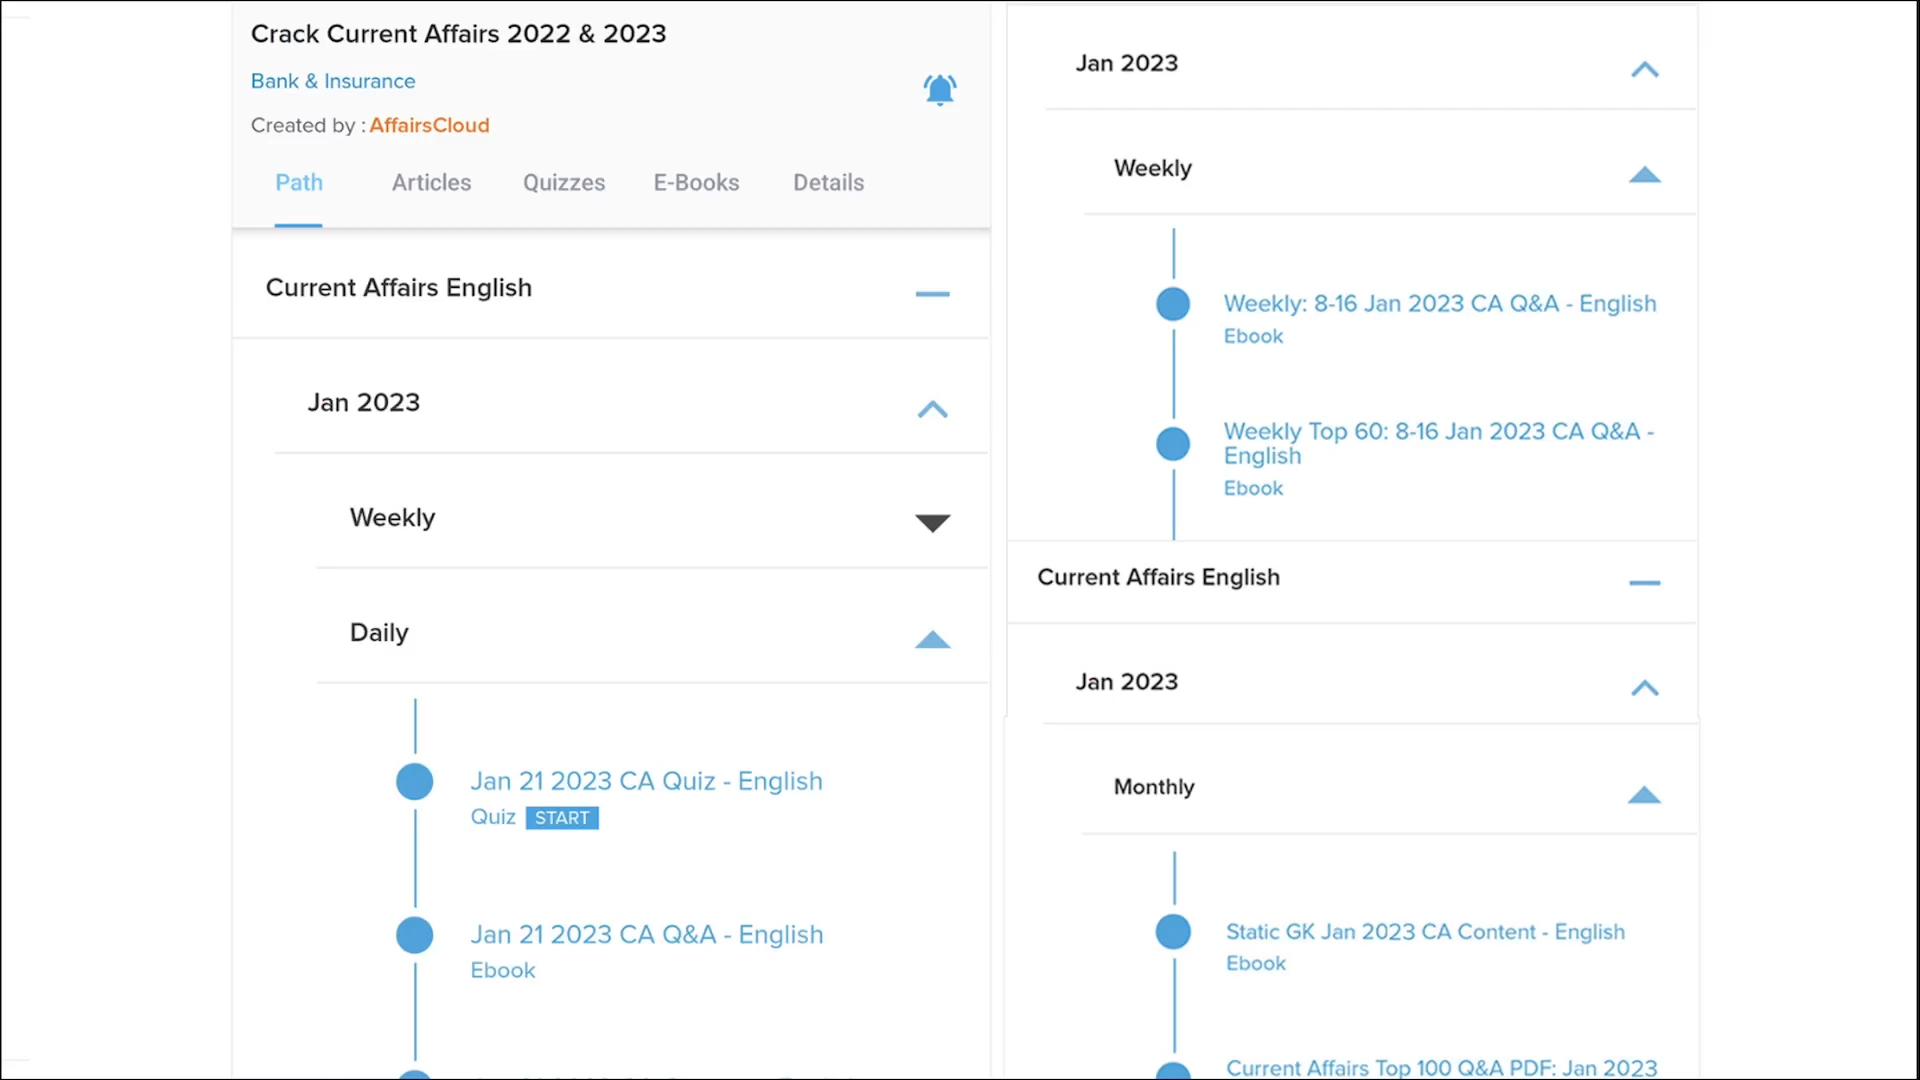 Crack Current Affairs 2022 & 2023
Bank & Insurance
Created by : AffairsCloud
Path Articles Quizzes E-Books Details
Current Affairs English
Jan 2023
Weekly
Daily
Jan 21 2023 CA Quiz - English
Quiz START
Jan 21 2023 CA Q&A - English
Ebook
Jan 2023
Weekly
Weekly: 8-16 Jan 2023 CA Q&A - English
Ebook
Weekly Top 60: 8-16 Jan 2023 CA Q&A -
English
Ebook
Current Affairs English
Jan 2023
Monthly
Static GK Jan 2023 CA Content - English
Ebook
Current Affairs Top 100 Q&A PDF: Jan 2023